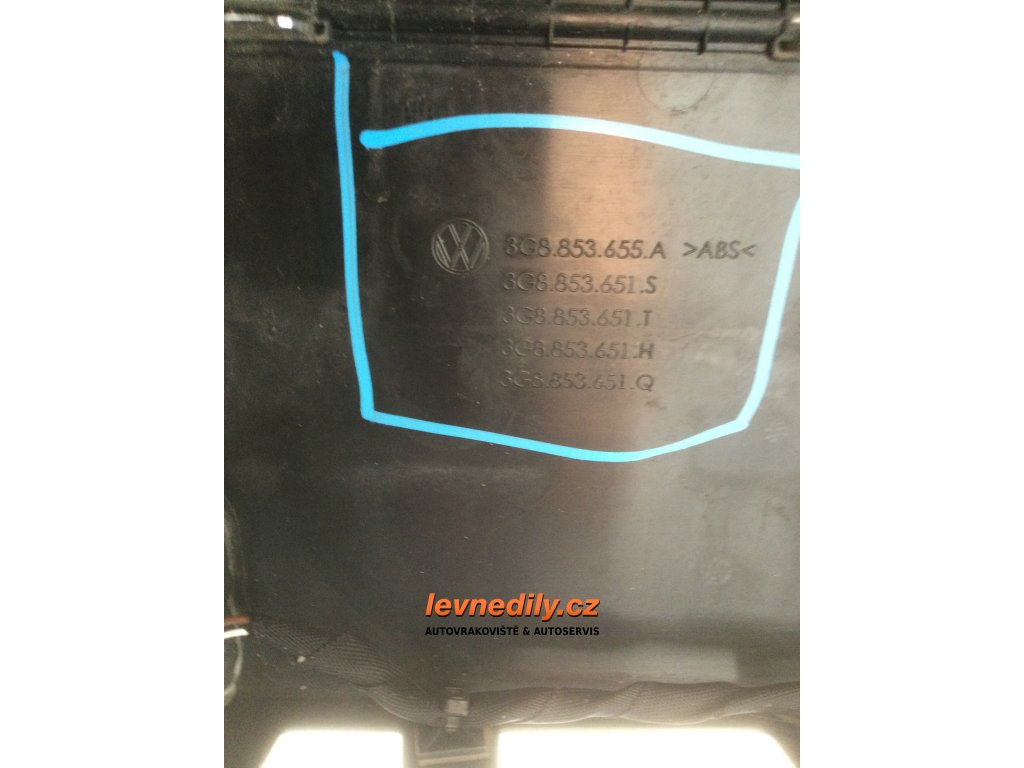 3G8.853.655.A >ABS<
3G8.853.651.S
3G8.853.651.T
3G8.853.651.H
3G8.853.651.Q
levnedily.cz
AUTOVRAKOVIŠTĚ & AUTOSERVIS